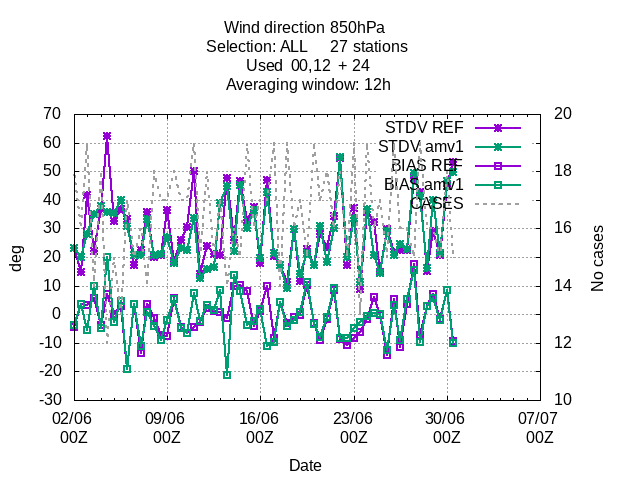 Wind direction 850hPa
Selection: ALL     27 stations
Used  00,12  + 24
Averaging window: 12h
70
60
50
40
30
20
10
0
-10
-20
-30
deg
20
18
16
14
12
10
No cases
STDV REF
STDV amv1
BIAS REF
BIAS amv1
CASES
02/06 09/06 16/06 23/06 30/06 07/07
00Z 00Z 00Z 00Z 00Z 00Z
Date